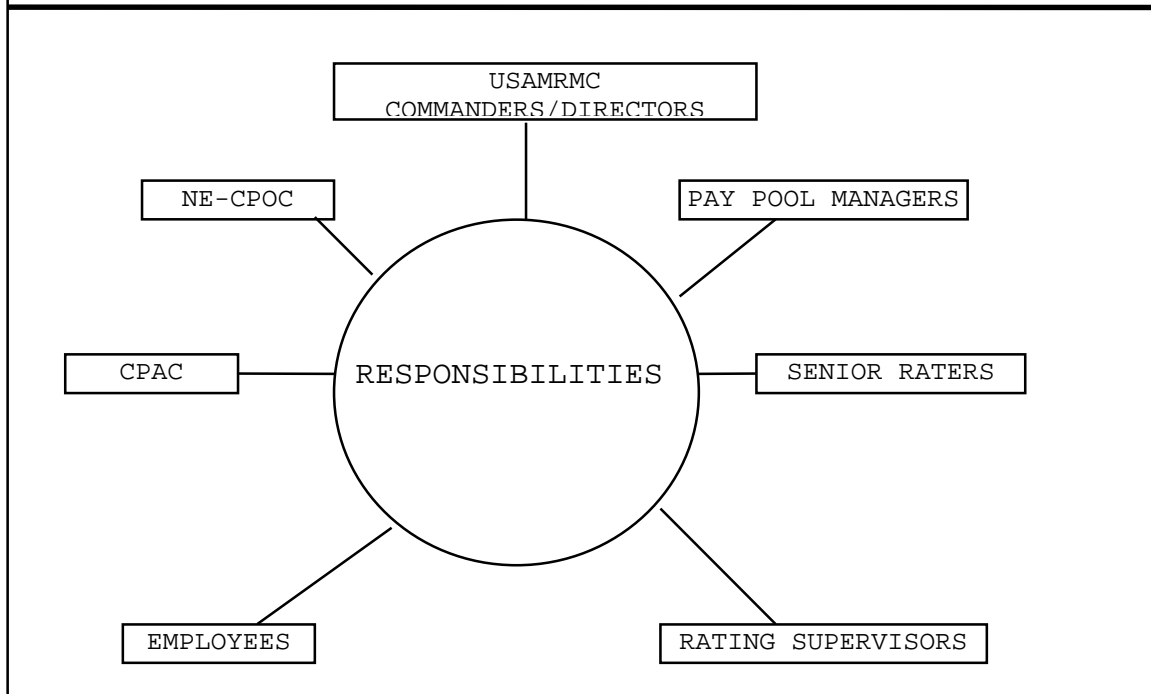 USAMRMC
COMMANDERS/DIRECTORS
NE-CPOC
PAY POOL MANAGERS
CPAC
RESPONSIBILITIES
SENIOR RATERS
EMPLOYEES
RATING SUPERVISORS